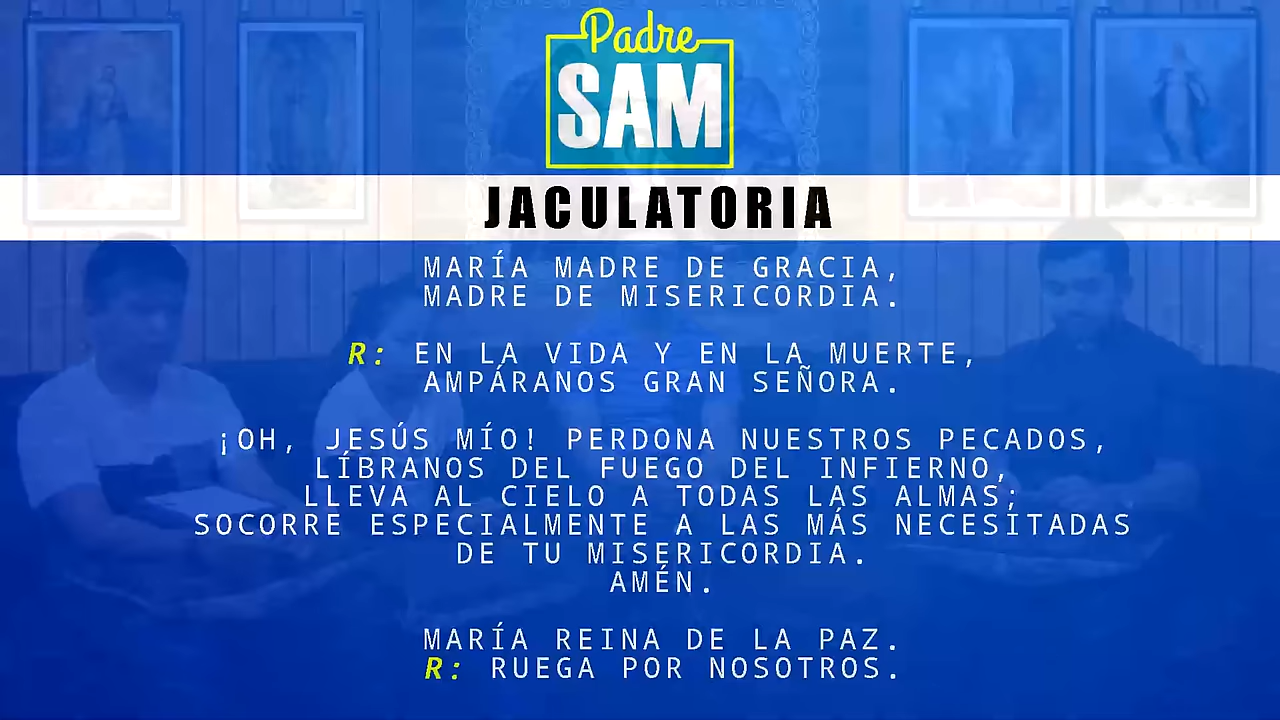 Padre
SAM
JACULATORIA
MARÍA MADRE DE GRACIA,
MADRE DE MISERICORDIA.
R: EN LA VIDA Y EN LA MUERTE,
AMPÁRANOS GRAN SEÑORA.
¡OH, JESÚS MÍO! PERDONA NUESTROS PECADOS,
LÍBRANOS DEL FUEGO DEL INFIERNO,
LLEVA AL CIELO A TODAS LAS ALMAS;
SOCORRE ESPECIALMENTE A LAS MÁS NECESITADAS
DE TU MISERICORDIA.
AMÉN.
MARÍA REINA DE LA PAZ.
R: RUEGA POR NOSOTROS.